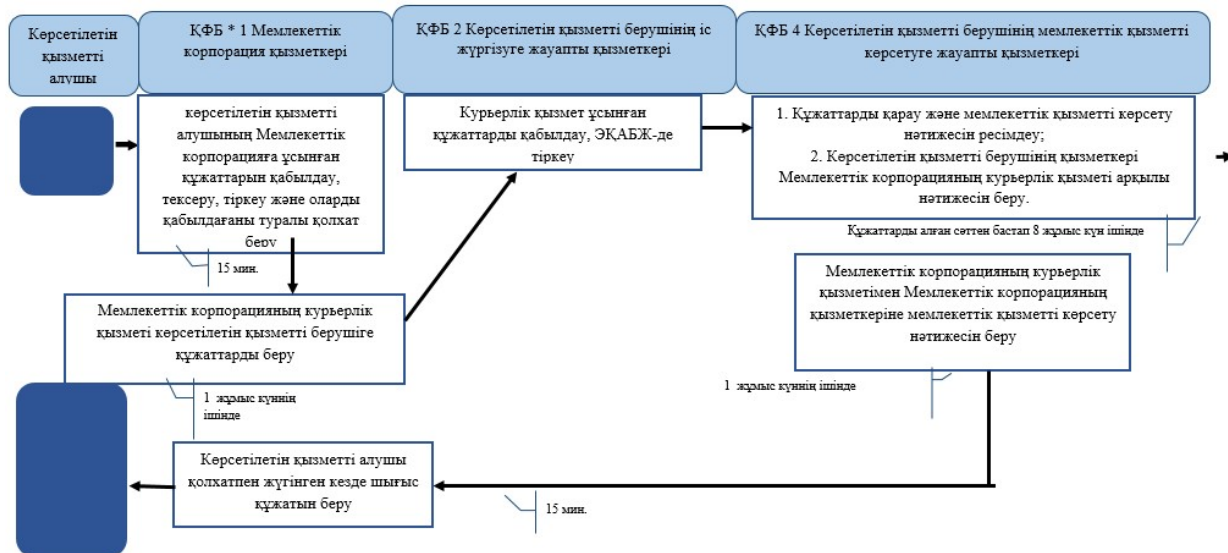 Көрсетілетін
қызметті
алушы
ҚФБ * 1 Мемлекеттік
корпорация қызметкері
ҚФБ 2 Көрсетілетін қызметті берушінің іс
жүргізуге жауапты қызметкері
ҚФБ 4 Көрсетілетін қызметті берушінің мемлекеттік қызметті
көрсетуге жауапты қызметкері
көрсетілетін қызметті
алушының Мемлекеттік
корпорацияға ұсынған
құжаттарын қабылдау,
тексеру, тіркеу және оларды
қабылдағаны туралы қолхат
беру
15 мин.
Курьерлік қызмет ұсынған
құжаттарды қабылдау, ЭҚАБЖ-де
тіркеу
1. Құжаттарды қарау және мемлекеттік қызметті көрсету
нәтижесін ресімдеу;
2. Көрсетілетін қызметті берушінің қызметкері
Мемлекеттік корпорацияның курьерлік қызметі арқылы
нәтижесін беру.
Құжаттарды алған сәттен бастап 8 жұмыс күн ішінде
Мемлекеттік корпорацияның курьерлік
қызметі көрсетілетін қызметті берушіге
құжаттарды беру
1 жұмыс күннің
ішінде
Мемлекеттік корпорацияның курьерлік
қызметімен Мемлекеттік корпорацияның
қызметкеріне мемлекеттік қызметті көрсету
нәтижесін беру
1 жұмыс күннің ішінде
Көрсетілетін қызметті алушы
қолхатпен жүгінген кезде шығыс
құжатын беру
15 мин.